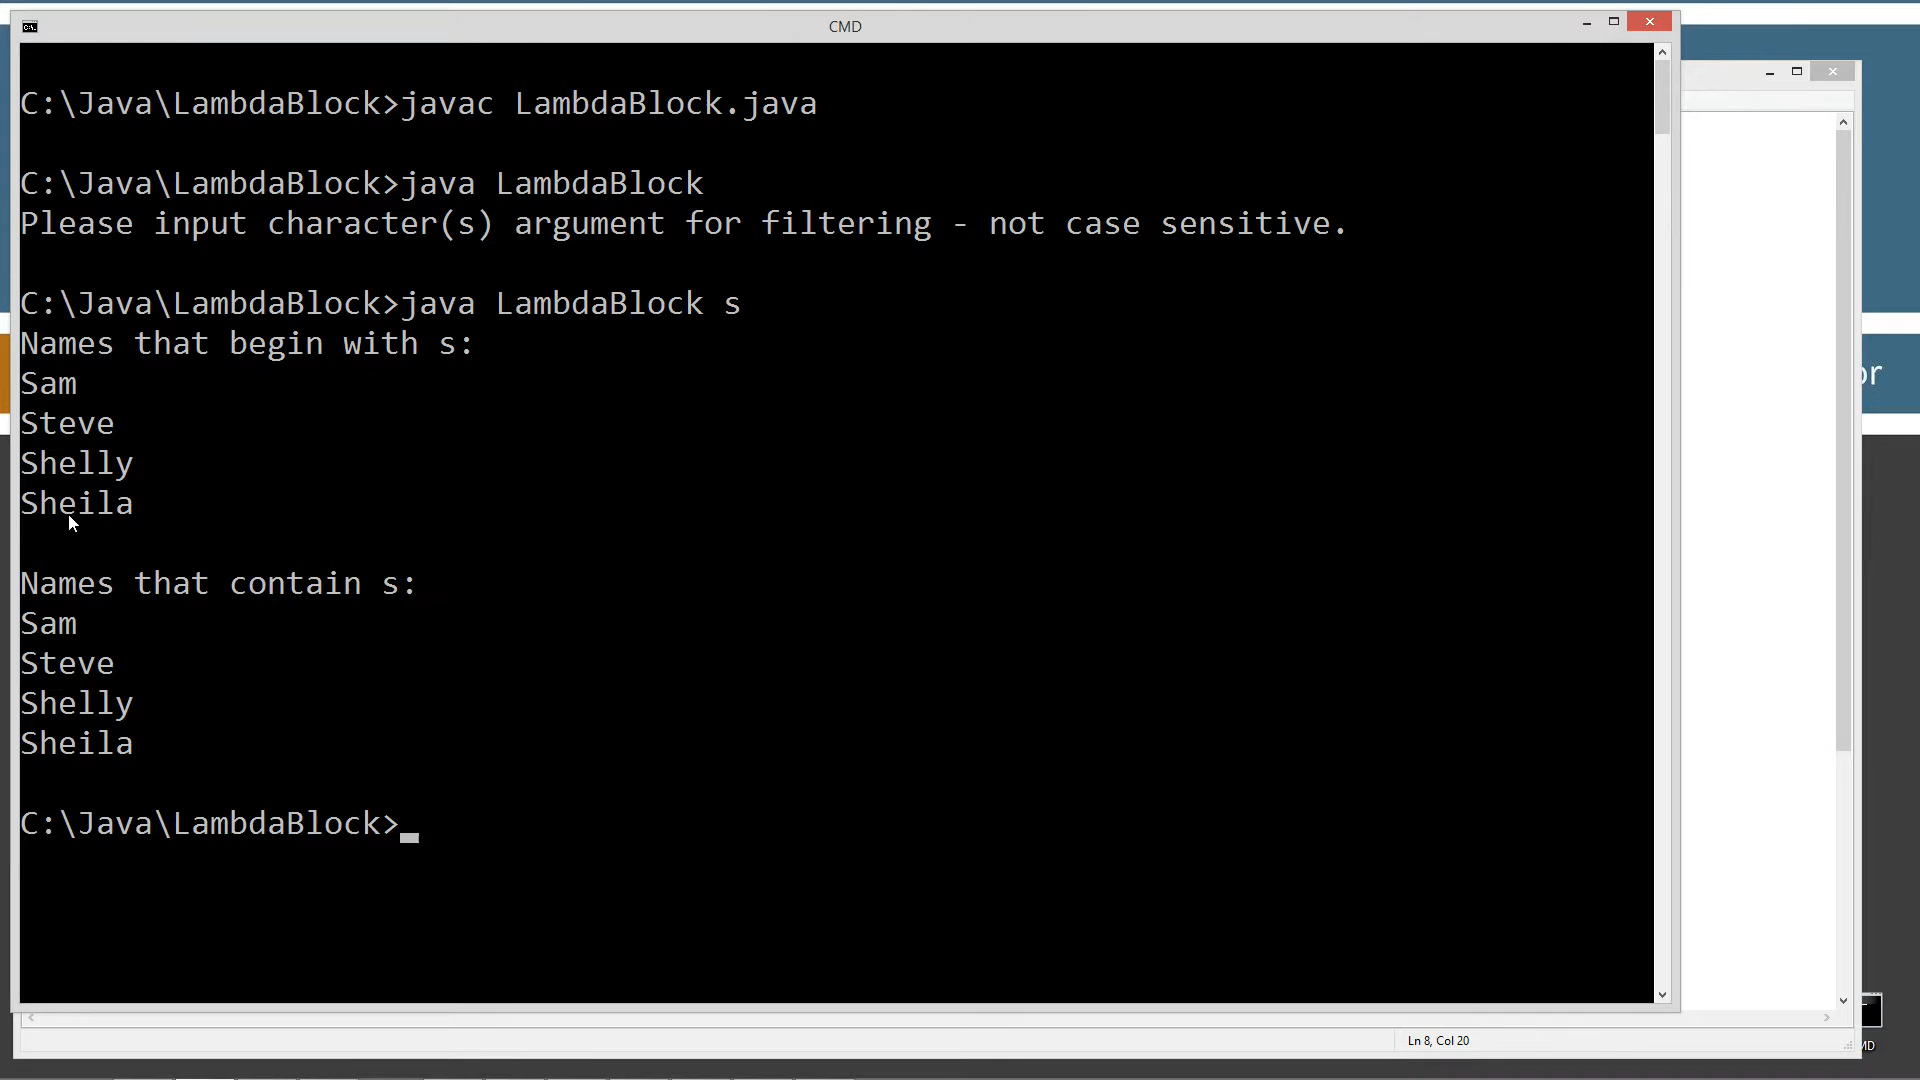 CMD
C:\Java\LambdaBlock>javac LambdaBlock.java
C:\Java\LambdaBlock>java LambdaBlock
Please input character(s) argument for filtering - not case sensitive.
C:\Java\LambdaBlock>java LambdaBlock s
Names that begin with s:
Sam
Steve
Shelly
Sheila
Names that contain s:
Sam
Steve
Shelly
Sheila
C:\Java\LambdaBlock>
Ln 8, Col 20